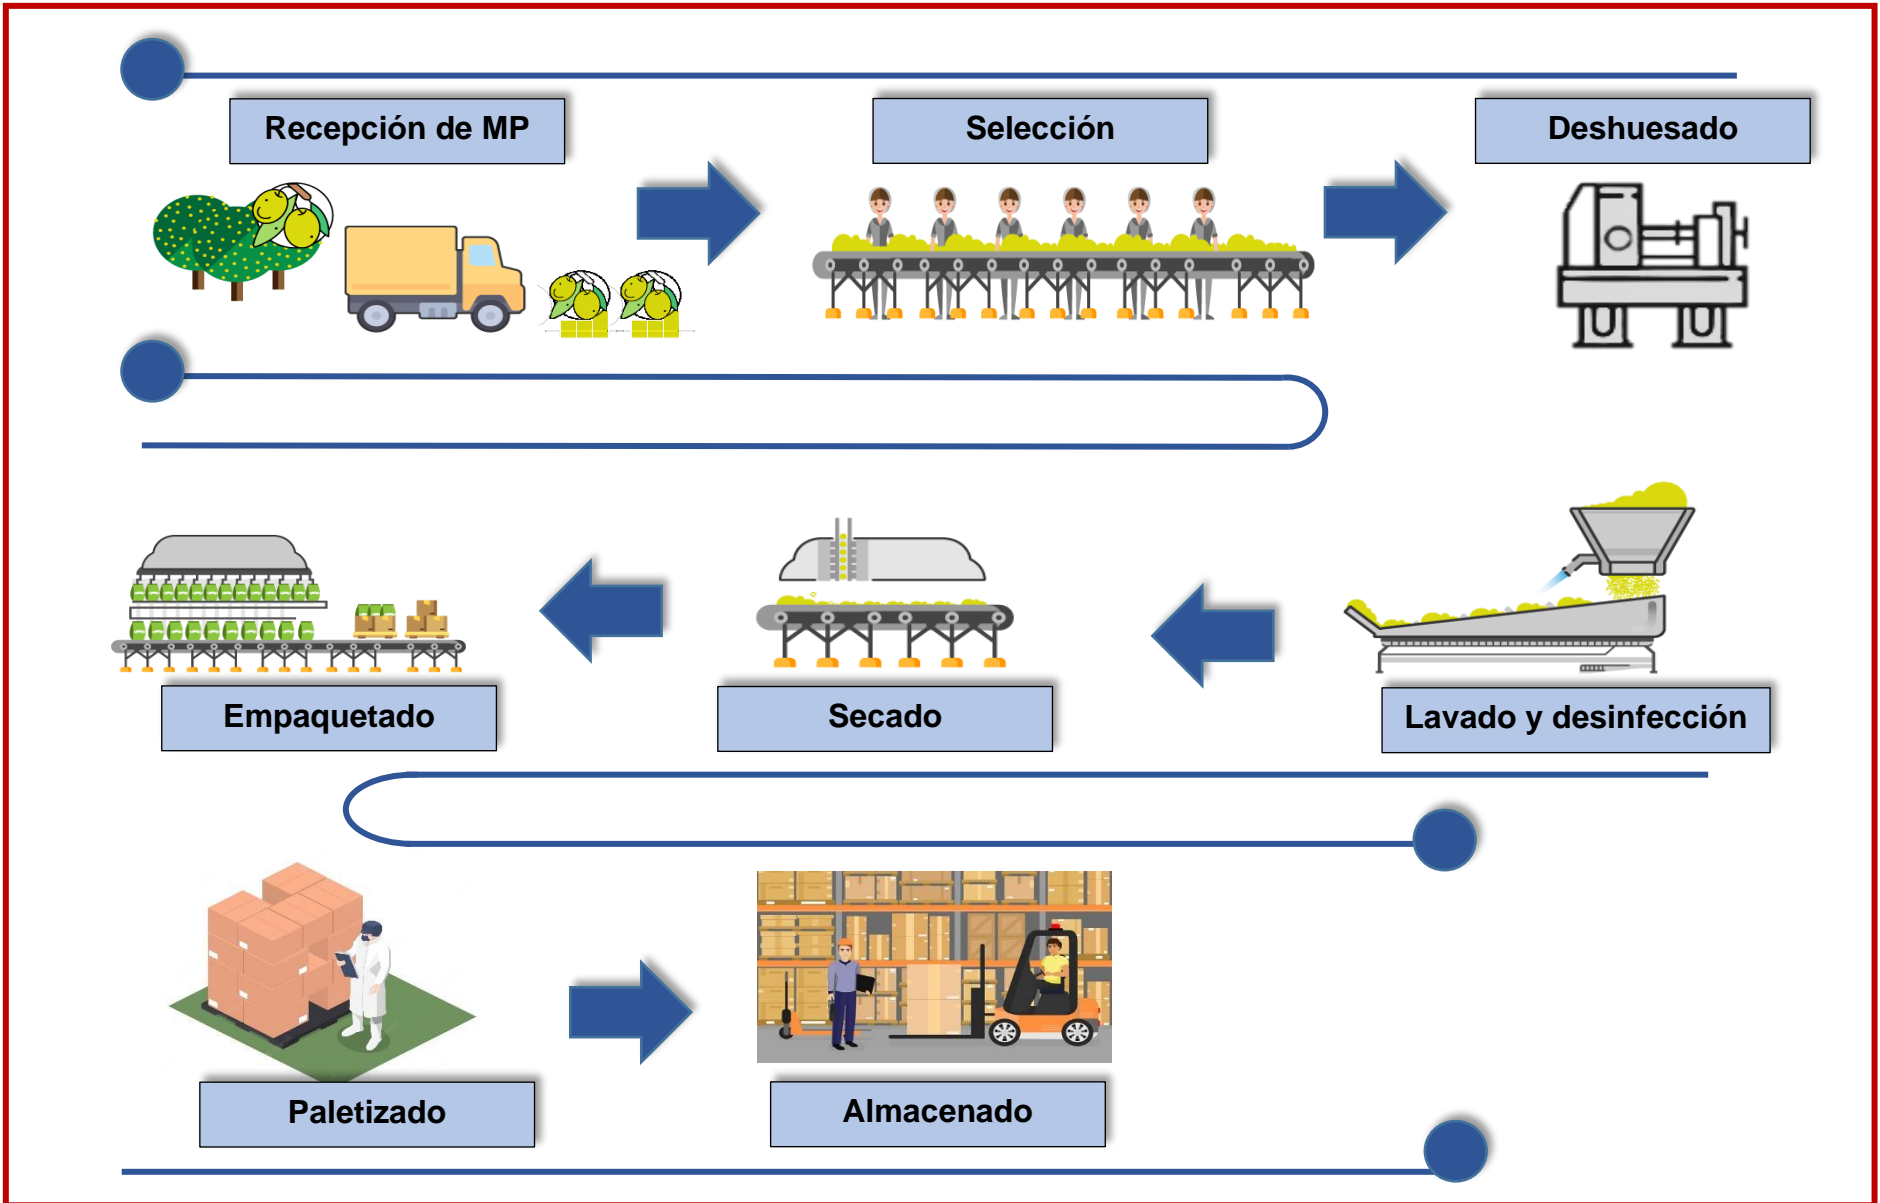 Recepción de MP
Selección
Deshuesado
Lavado y desinfección
Secado
Empaquetado
Paletizado
Almacenado